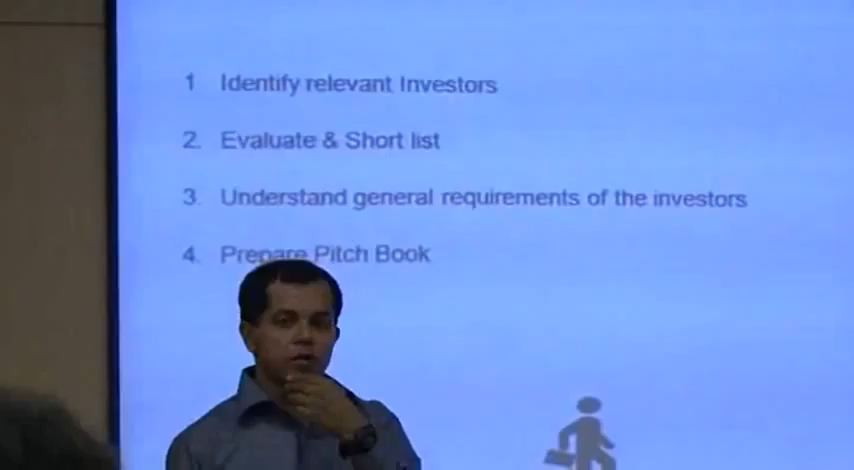 1 Identify relevant Investors
2. Evaluate & Short list
3. Understand general requirements of the investors
4. Prepare Pitch Book